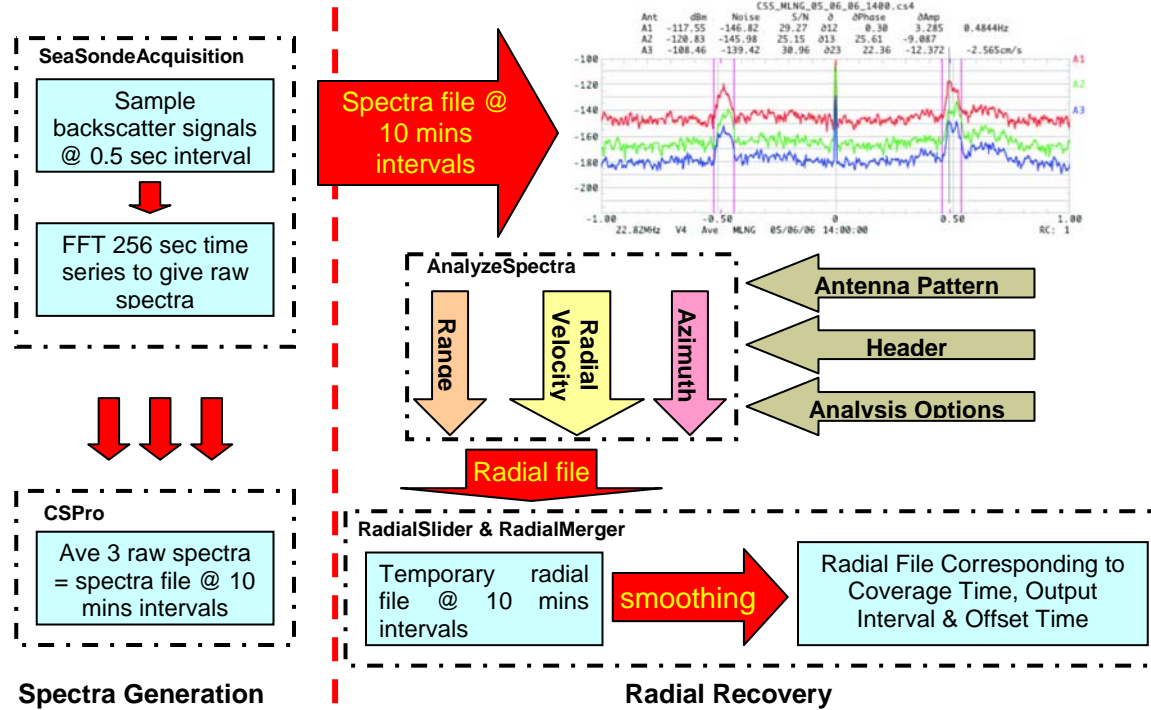 SeaSondeAcquisition
Sample
backscatter signals
@ 0.5 sec interval
FFT 256 sec time
series to give raw
spectra
CSPro
Ave 3 raw spectra
= spectra file @ 10
mins intervals
Spectra Generation
Spectra file @
10 mins
intervals
CSS_MLNG_05_06_06_1400.cs4
Ant dBm Noise S/N ∂ ∂Phase ∂Amp
A1 -117.55 -146.82 29.27 ∂12 0.30 3.285 0.4844Hz
A2 -120.83 -145.98 25.15 ∂13 25.61 -9.087
A3 -108.46 -139.42 30.96 ∂23 22.36 -12.372 -2.565cm/s
-100
-120
-140
-160
-180
-200
A1
A2
A3
-1.00 -0.50 0 0.50 1.00
22.82MHz V4 Ave MLNG 05/06/06 14:00:00 RC: 1
AnalyzeSpectra
Range
Radial
Velocity
Azimuth
Antenna Pattern
Header
Analysis Options
Radial file
RadialSlider & RadialMerger
Temporary radial
file @ 10 mins
intervals
smoothing
Radial File Corresponding to
Coverage Time, Output
Interval & Offset Time
Radial Recovery